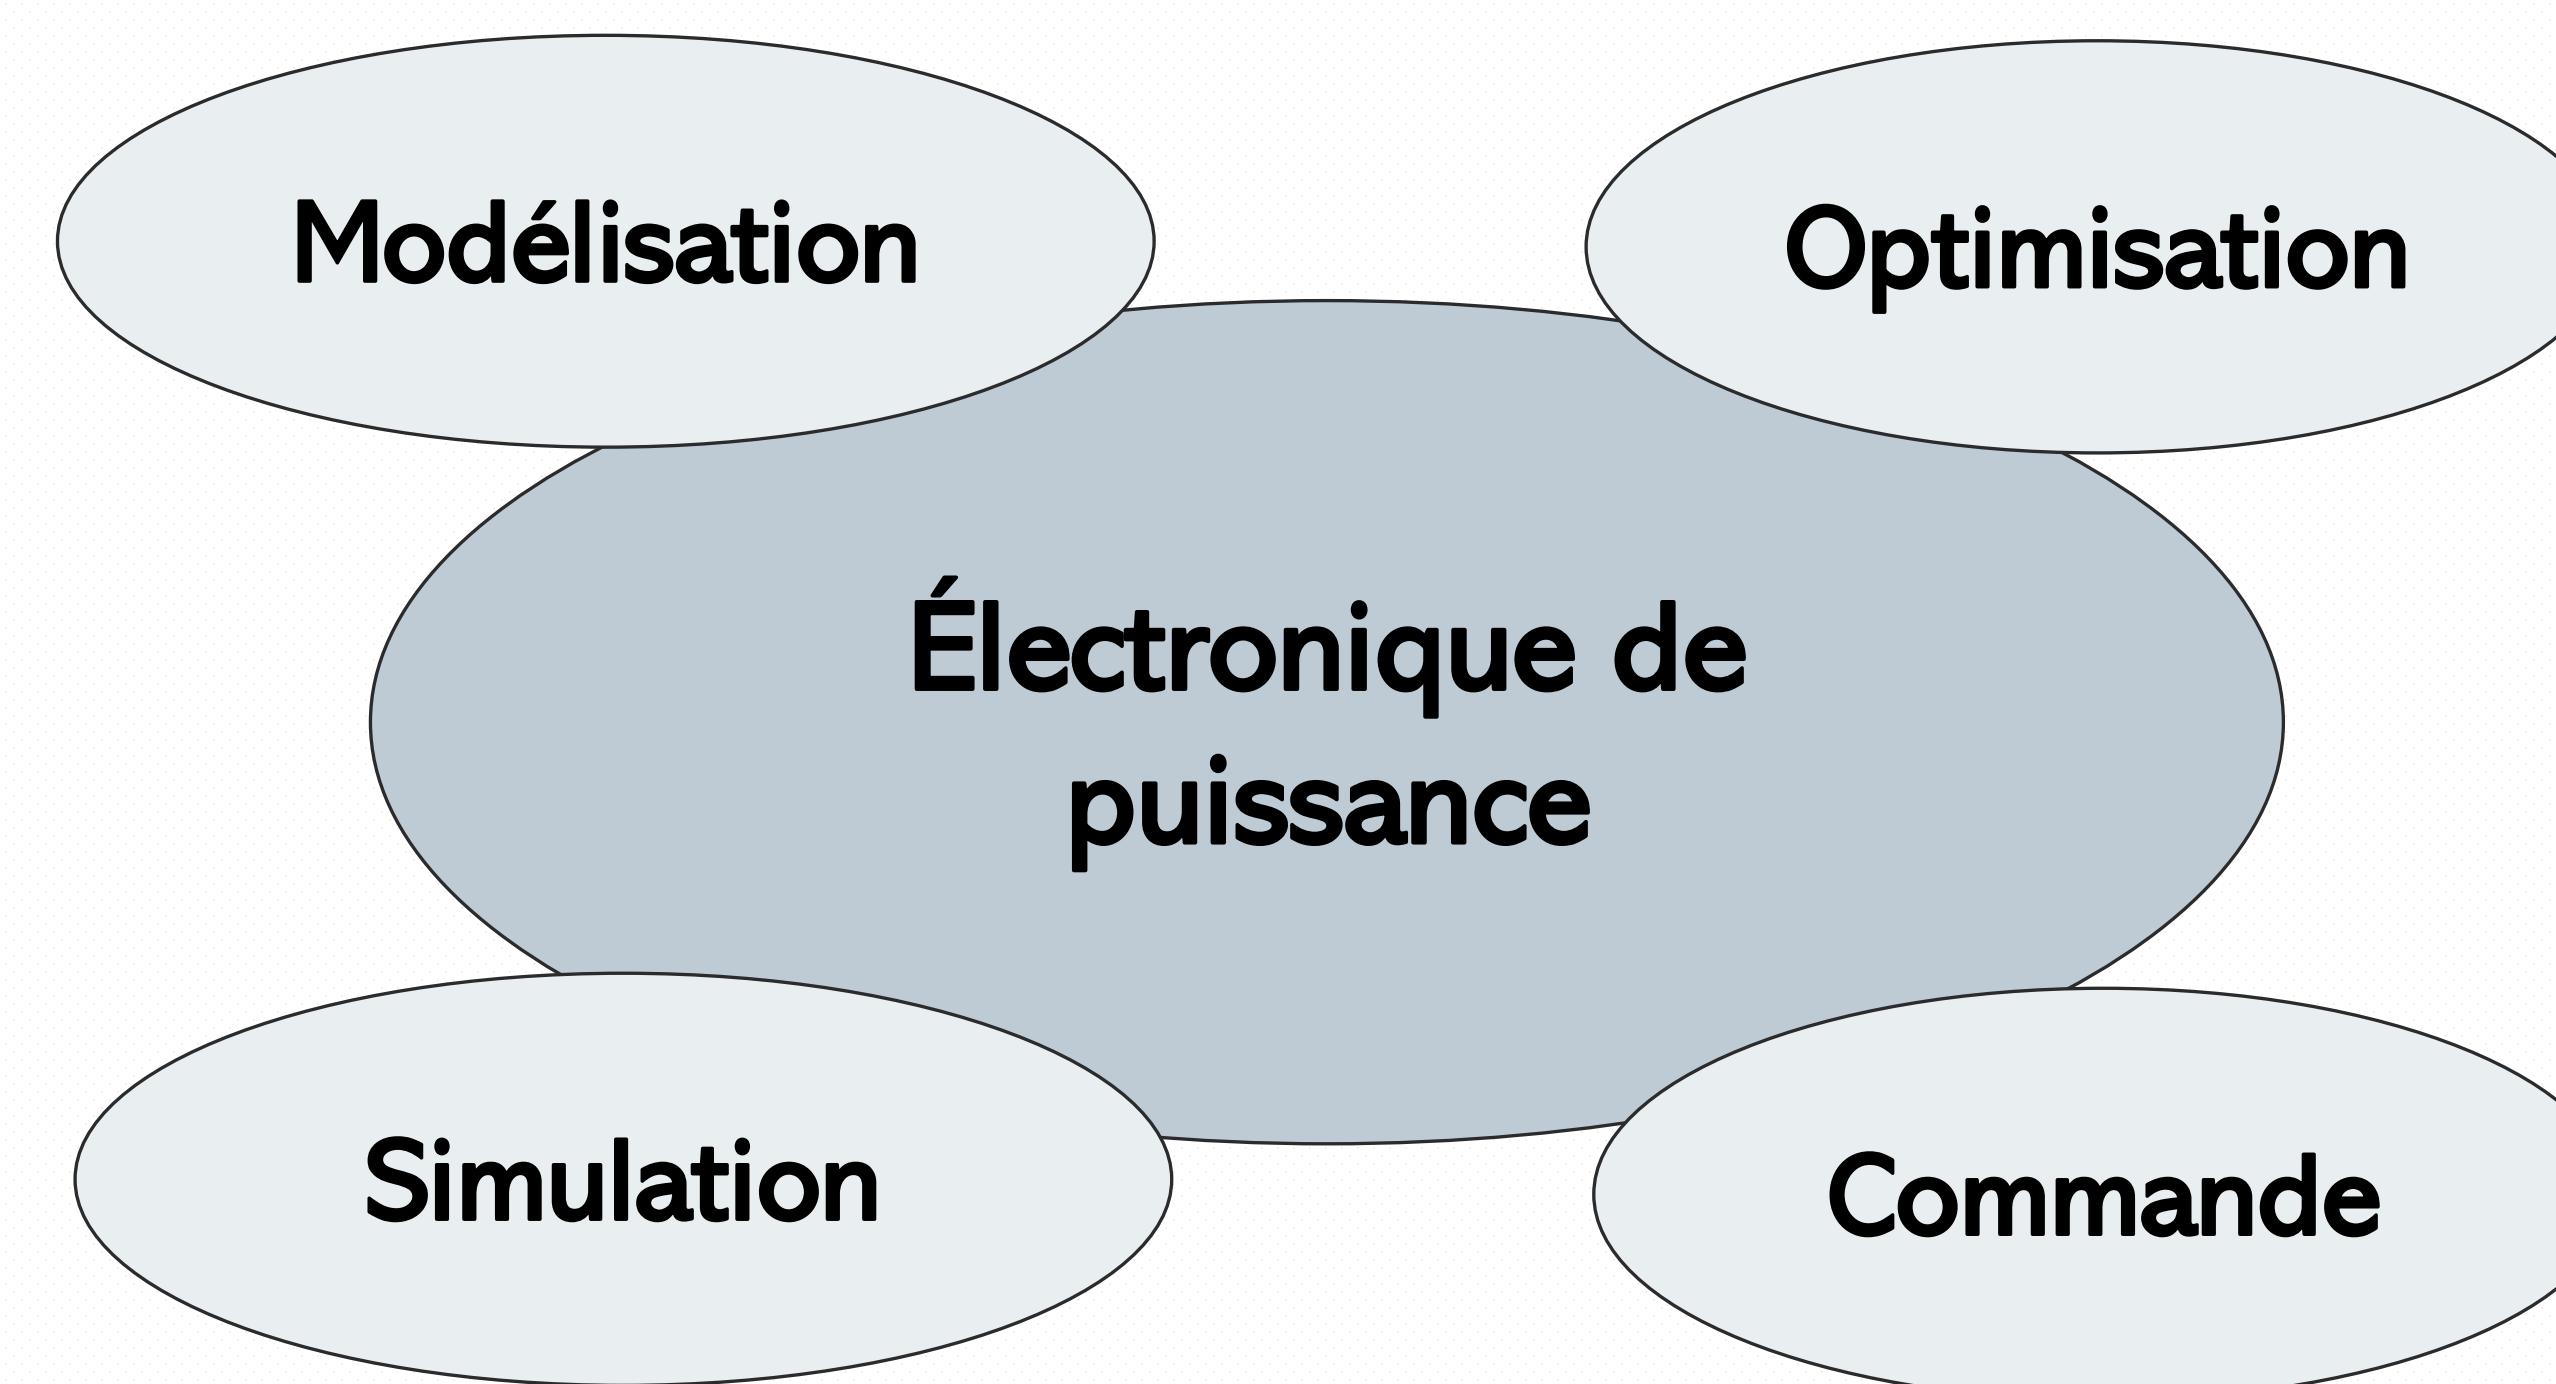 Modélisation
Optimisation
Électronique de
puissance
Simulation
Commande